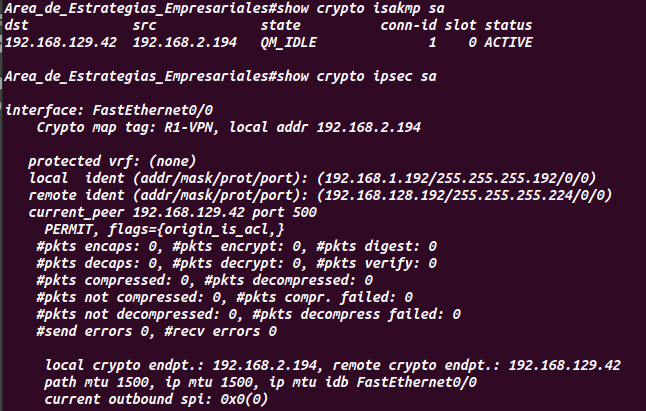 Area_de_Estrategias_Empresariales#show crypto isakmp sa
dst src state conn-id slot status
192.168.129.42 192.168.2.194 QM_IDLE 1 0 ACTIVE
Area_de_Estrategias_Empresariales#show crypto ipsec sa
interface: FastEthernet0/0
Crypto map tag: R1-VPN, local addr 192.168.2.194
protected vrf: (none)
local ident (addr/mask/prot/port): (192.168.1.192/255.255.255.192/0/0)
remote ident (addr/mask/prot/port): (192.168.128.192/255.255.255.224/0/0)
current_peer 192.168.129.42 port 500
PERMIT, flags={origin_is_acl,}
#pkts encaps: 0, #pkts encrypt: 0, #pkts digest: 0
#pkts decaps: 0, #pkts decrypt: 0, #pkts verify: 0
#pkts compressed: 0, #pkts decompressed: 0
#pkts not compressed: 0, #pkts compr. failed: 0
#pkts not decompressed: 0, #pkts decompress failed: 0
#send errors 0, #recv errors 0
local crypto endpt.: 192.168.2.194, remote crypto endpt.: 192.168.129.42
path mtu 1500, ip mtu 1500, ip mtu idb FastEthernet0/0
current outbound spi: 0x0(0)